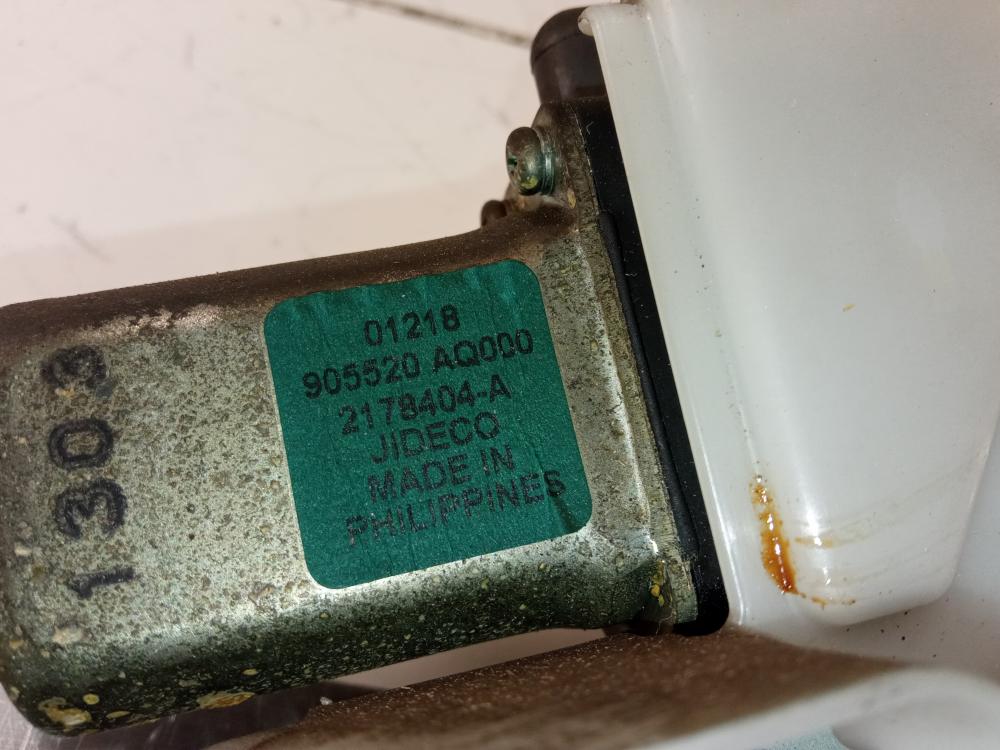 01218
905520 AQ000
2178404-A
JIDECO
MADE IN
PHILIPPINES
1303